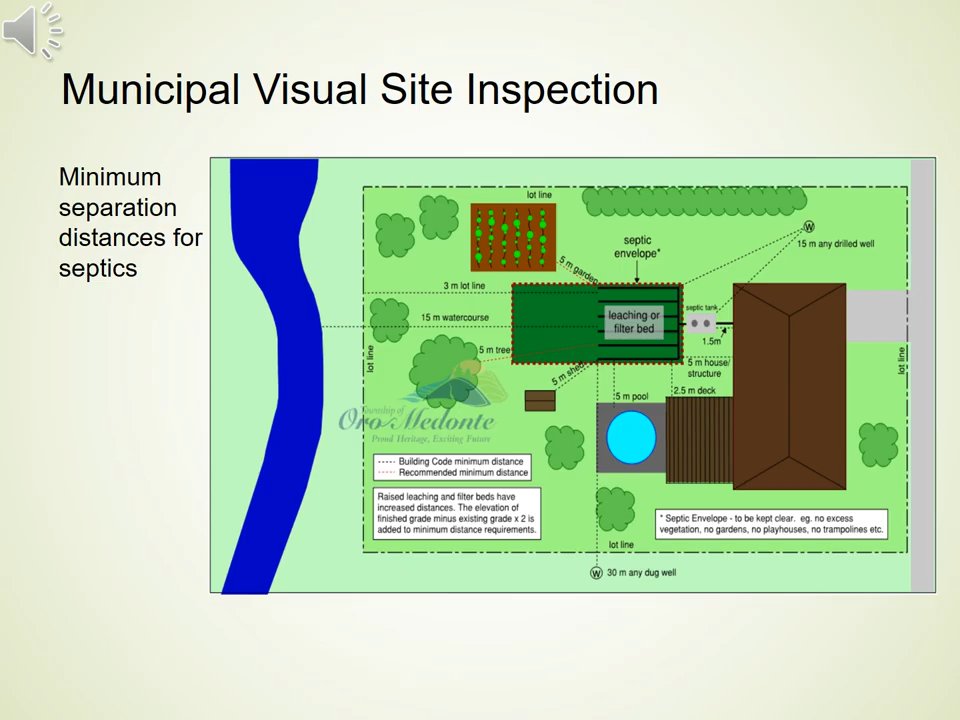 Municipal Visual Site Inspection
Minimum
separation
distances for
septics
lot line
W
15 m any drilled well
septic
envelope*
5 m garden
3 m lot line
septic tank
leaching or
filter bed
15 m watercourse
1.5m
5 m tree
lot line
lot line
5 m house/
structure
5 m shed
2.5 m deck
5 m pool
Township of
Oro-Medonte
Proud Heritage, Exciting Future
Building Code minimum distance
Recommended minimum distance
Raised leaching and filter beds have
increased distances. The elevation of
finished grade minus existing grade x 2 is
added to minimum distance requirements.
* Septic Envelope - to be kept clear. eg. no excess
vegetation, no gardens, no playhouses, no trampolines etc.
lot line
W 30 m any dug well